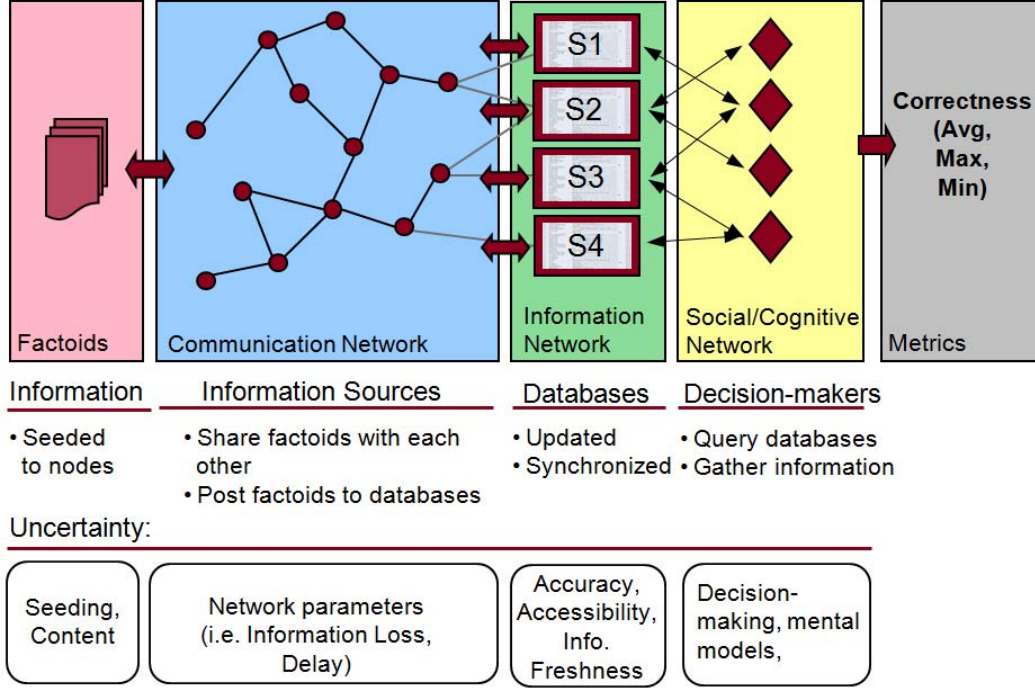 S1
S2
S3
S4
Correctness
(Avg,
Max,
Min)
Factoids
Communication Network
Information
Network
Social/Cognitive
Network
Metrics
Information
• Seeded
to nodes
Information Sources
• Share factoids with each
other
• Post factoids to databases
Databases
• Updated
• Synchronized
Decision-makers
• Query databases
• Gather information
Uncertainty:
Seeding,
Content
Network parameters
(i.e. Information Loss,
Delay)
Accuracy,
Accessibility,
Info.
Freshness
Decision-
making, mental
models,